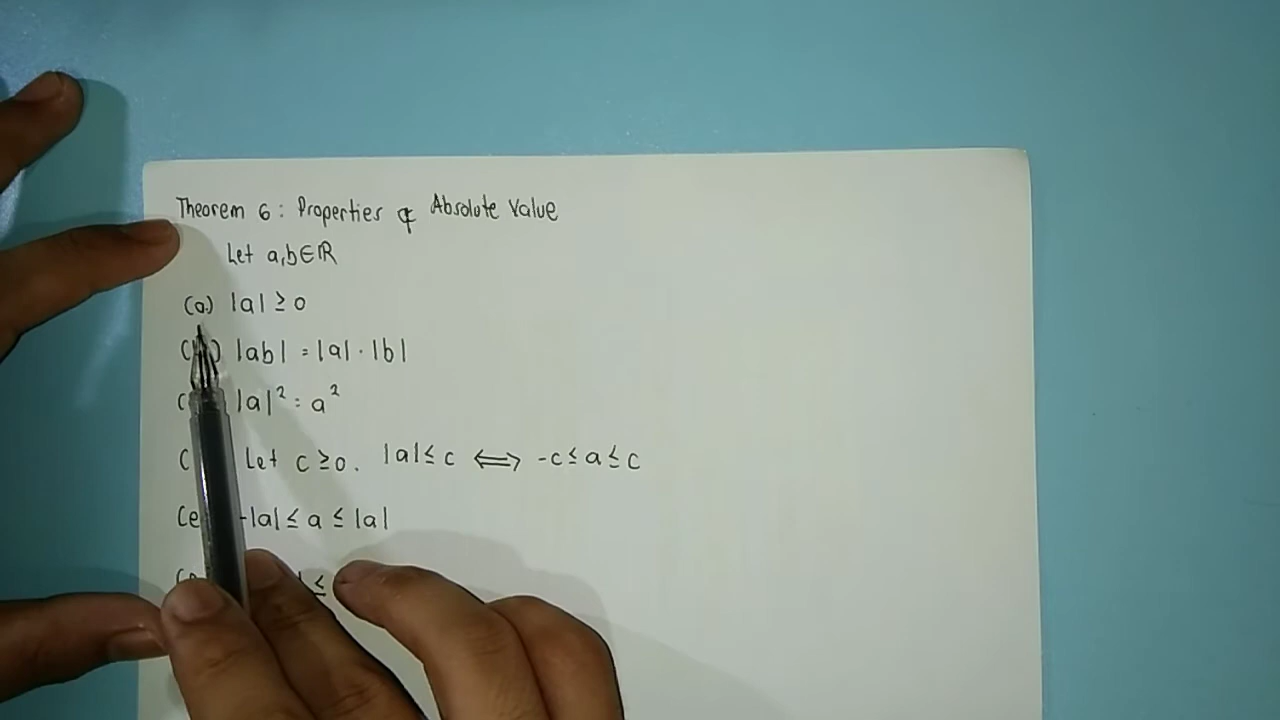 Theorem 6: Properties of Absolute Value
Let a,b∈ℝ
(a.) |a| ≥ 0
|ab| = |a| · |b|
|a|² = a²
Let c ≥ 0. |a| ≤ c ⟺ -c ≤ a ≤ c
(e -|a| ≤ a ≤ |a|
≤